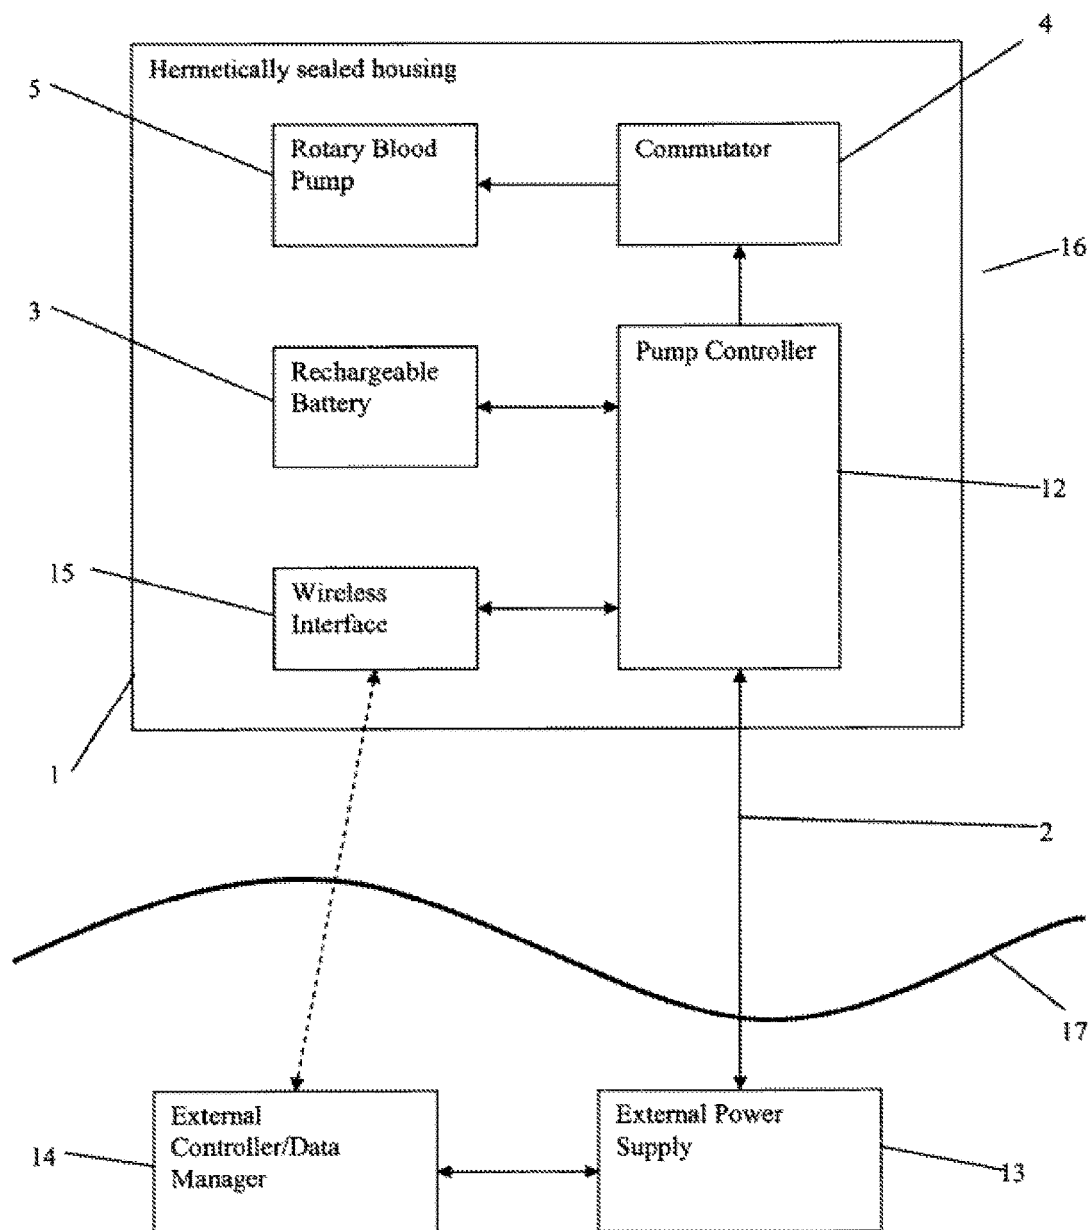 4
Hermetically sealed housing
5
Rotary Blood
Pump
Commutator
16
3
Rechargeable
Battery
Pump Controller
12
15
Wireless
Interface
1
2
17
External
Controller/Data
Manager
14
External Power
Supply
13